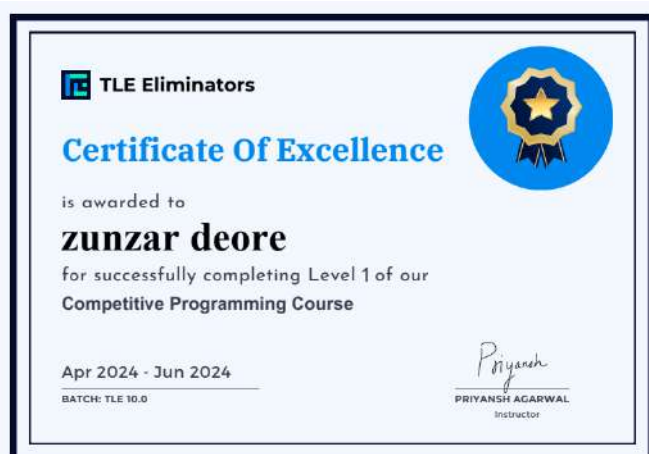 TLE Eliminators
Certificate Of Excellence
is awarded to
zunzar deore
for successfully completing Level 1 of our
Competitive Programming Course
Apr 2024 - Jun 2024
BATCH: TLE 10.0
Priyansh
PRIYANSH AGARWAL
Instructor